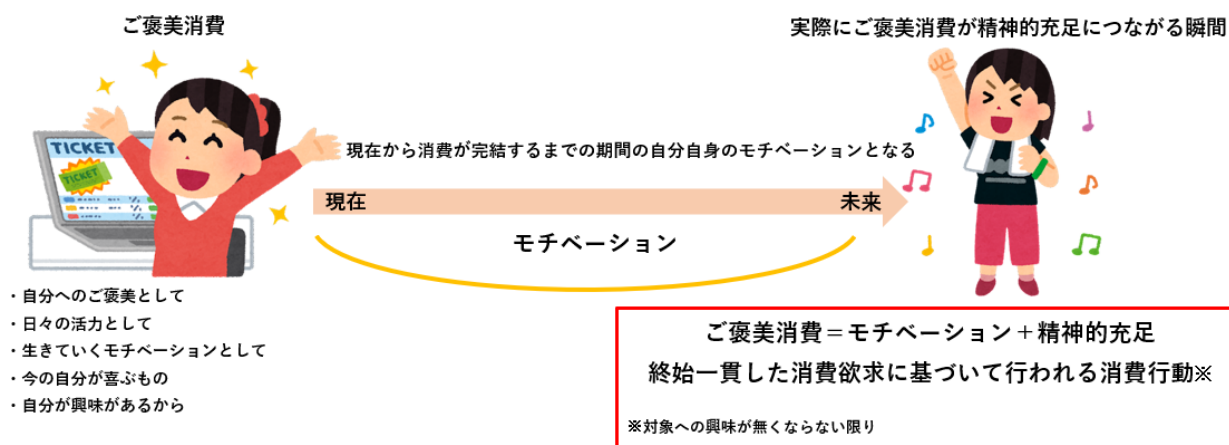 ご褒美消費
実際にご褒美消費が精神的充足につながる瞬間
TICKET
TICKET
現在から消費が完結するまでの期間の自分自身のモチベーションとなる
現在
未来
モチベーション
・自分へのご褒美として
・日々の活力として
・生きていくモチベーションとして
・今の自分が喜ぶもの
・自分が興味があるから
ご褒美消費＝モチベーション＋精神的充足
終始一貫した消費欲求に基づいて行われる消費行動※
※対象への興味が無くならない限り